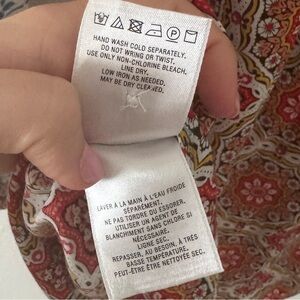 HAND WASH COLD SEPARATELY.
DO NOT WRING OR TWIST.
USE ONLY NON-CHLORINE BLEACH.
LINE DRY.
LOW IRON AS NEEDED.
MAY BE DRY CLEANED.
LAVER À LA MAIN À L'EAU FROIDE
SÉPARÉMENT.
NE PAS TORDRE OU ESSORER.
UTILISER UN AGENT DE
BLANCHIMENT SANS CHLORE SI
NÉCESSAIRE.
LIGNE SEC.
REPASSER, AU BESOIN, À TRÈS
BASSE TEMPÉRATURE.
PEUT-ÊTRE ÊTRE NETTOYÉE SEC.